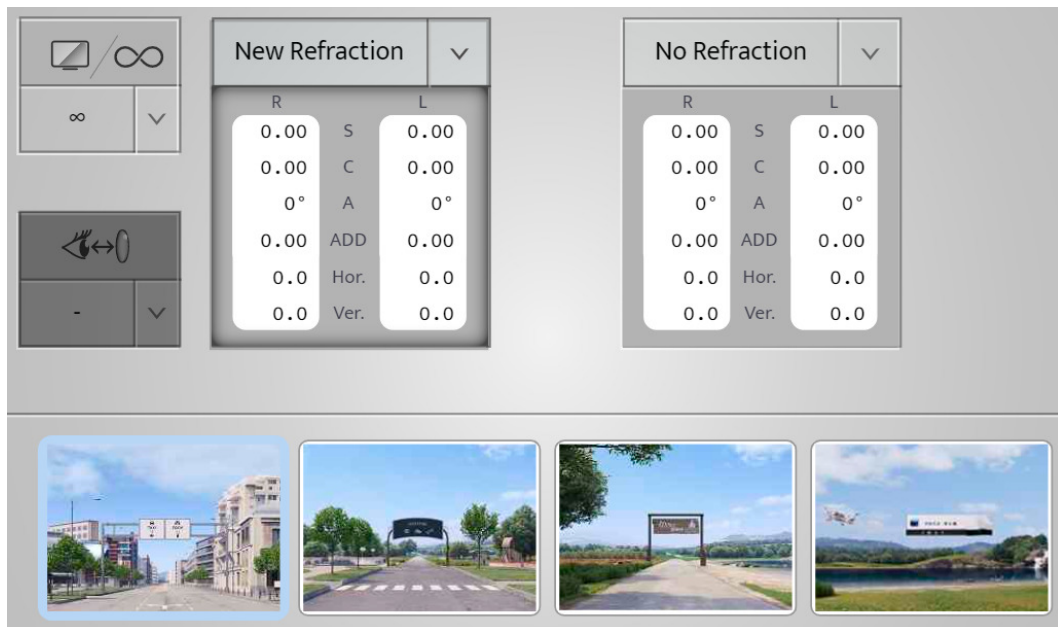 ∞
∞
-
New Refraction
R L
0.00 S 0.00
0.00 C 0.00
0° A 0°
0.00 ADD 0.00
0.0 Hor. 0.0
0.0 Ver. 0.0
No Refraction
R L
0.00 S 0.00
0.00 C 0.00
0° A 0°
0.00 ADD 0.00
0.0 Hor. 0.0
0.0 Ver. 0.0